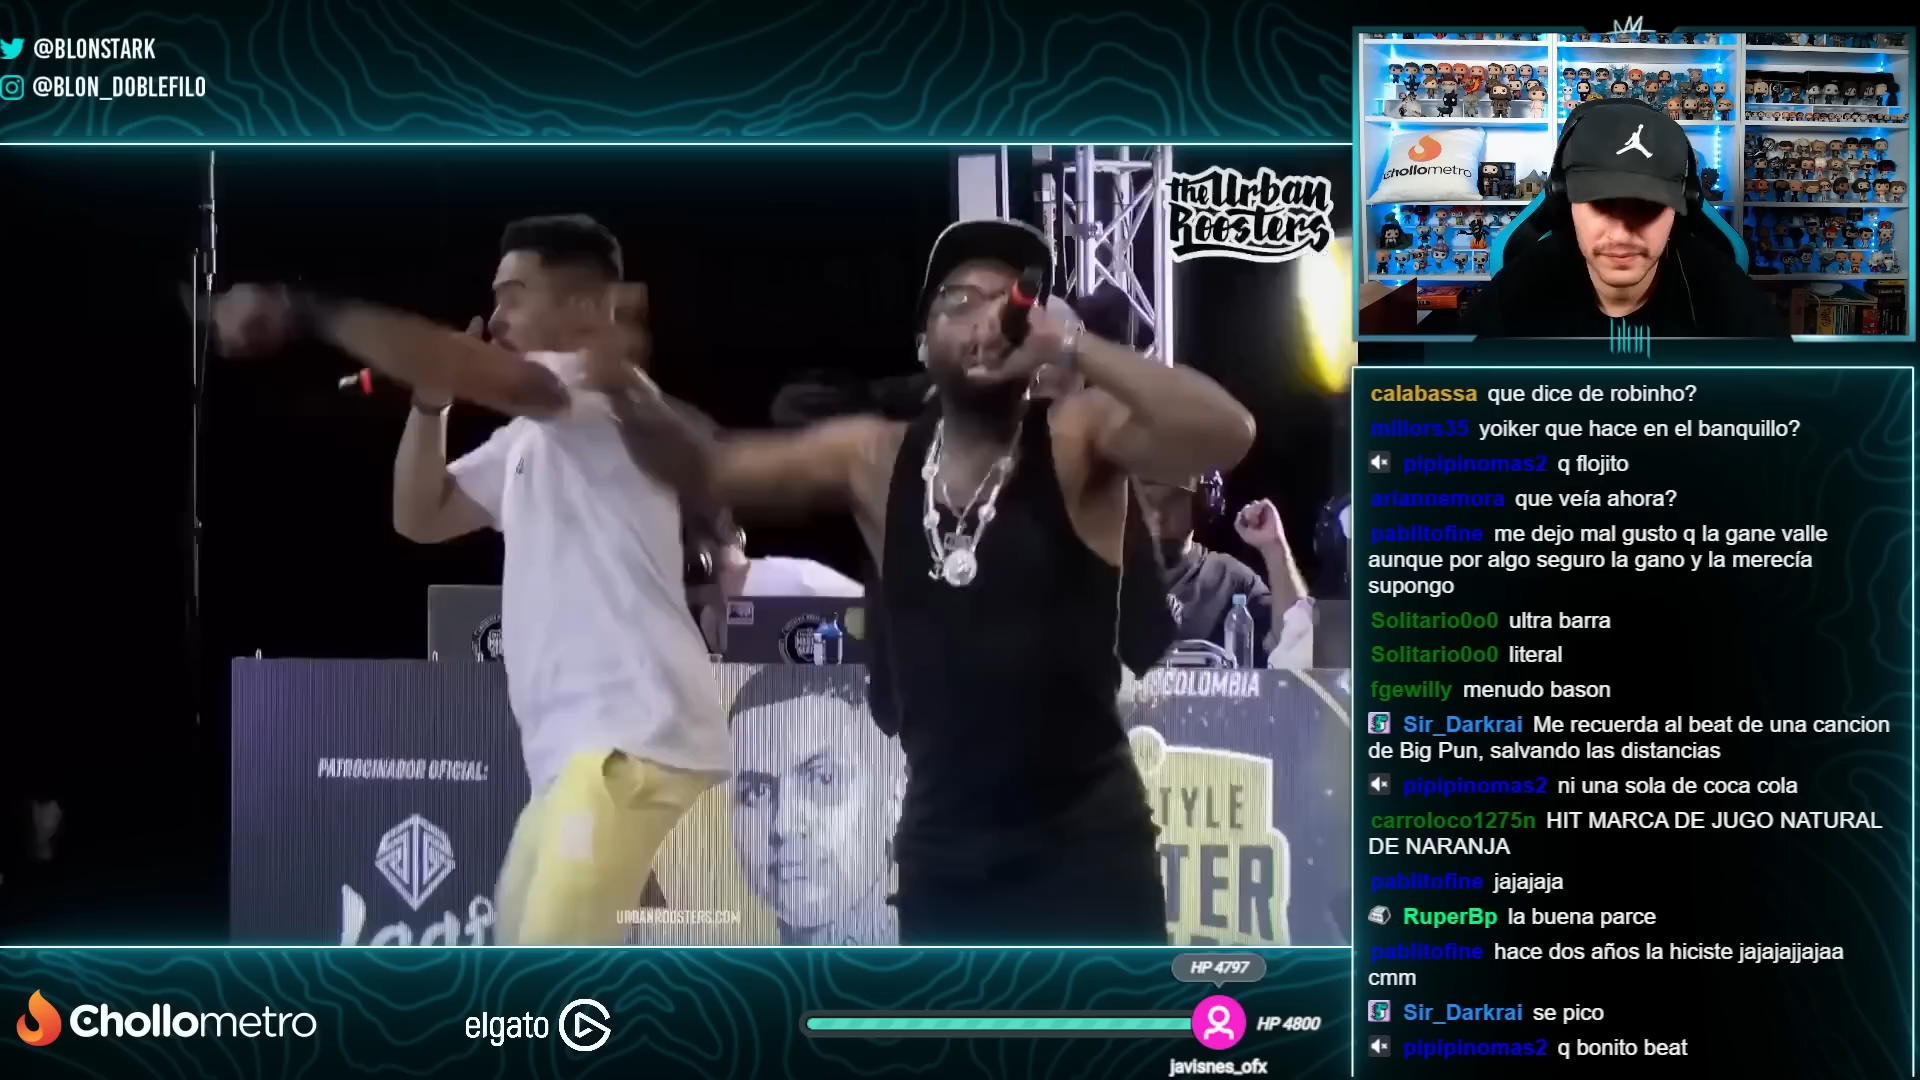 @BLONSTARK
@BLON_DOBLEFILO
the Urban
Roosters
chollometro
COLOMBIA
PATROCINADOR OFICIAL:
TYLE
TER
URBANROOSTERS.COM
Chollometro
elgato
HP 4797
HP 4800
javisnes_ofx
calabassa que dice de robinho?
millors35 yoiker que hace en el banquillo?
pipipinomas2 q flojito
ariannemora que veía ahora?
pablitofine me dejo mal gusto q la gane valle
aunque por algo seguro la gano y la merecía
supongo
Solitario0o0 ultra barra
Solitario0o0 literal
fgewilly menudo bason
Sir_Darkrai Me recuerda al beat de una cancion
de Big Pun, salvando las distancias
pipipinomas2 ni una sola de coca cola
carroloco1275n HIT MARCA DE JUGO NATURAL
DE NARANJA
pablitofine jajajaja
RuperBp la buena parce
pablitofine hace dos años la hiciste jajajajjajaa
cmm
Sir_Darkrai se pico
pipipinomas2 q bonito beat